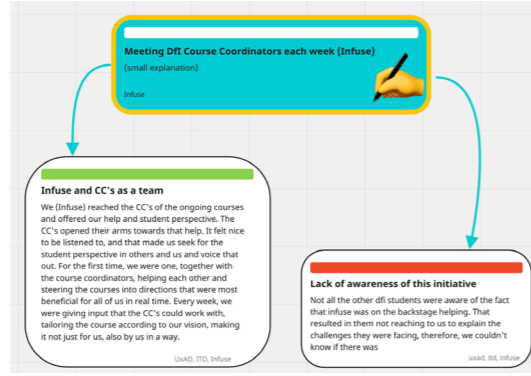 Meeting DfI Course Coordinators each week (Infuse)
(small explanation)
Infuse
Infuse and CC's as a team
We (Infuse) reached the CC's of the ongoing courses
and offered our help and student perspective. The
CC's opened their arms towards that help. It felt nice
to be listened to, and that made us seek for the
student perspective in others and us and voice that
out. For the first time, we were one, together with
the course coordinators, helping each other and
steering the courses into directions that were most
beneficial for all of us in real time. Every week, we
were giving input that the CC's could work with,
tailoring the course according to our vision, making
it not just for us, also by us in a way.
UxAD, ITD, Infuse
Lack of awareness of this initiative
Not all the other dfi students were aware of the fact
that infuse was on the backstage helping. That
resulted in them not reaching to us to explain the
challenges they were facing, therefore, we couldn't
know if there was
uxad, itd, infuse